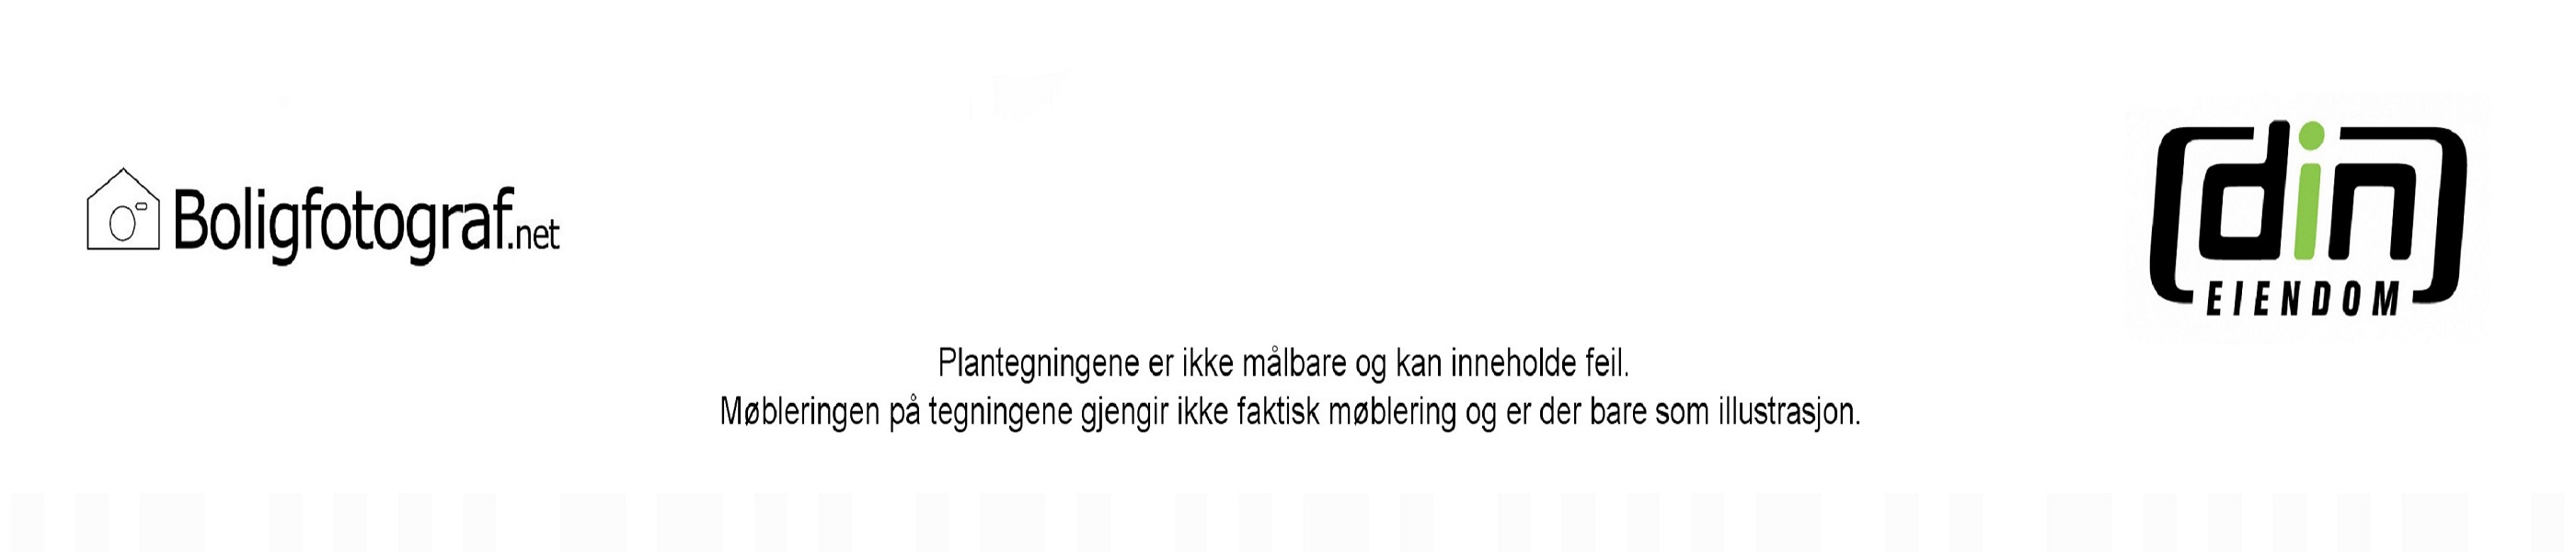 Boligfotograf.net
din
EIENDOM
Plantegningene er ikke målbare og kan inneholde feil.
Møbleringen på tegningene gjengir ikke faktisk møblering og er der bare som illustrasjon.